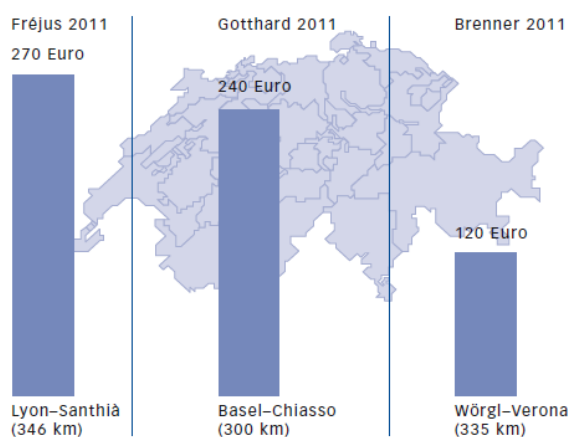 Fréjus 2011
270 Euro
Lyon–Santhià
(346 km)
Gotthard 2011
240 Euro
Basel–Chiasso
(300 km)
Brenner 2011
120 Euro
Wörgl–Verona
(335 km)